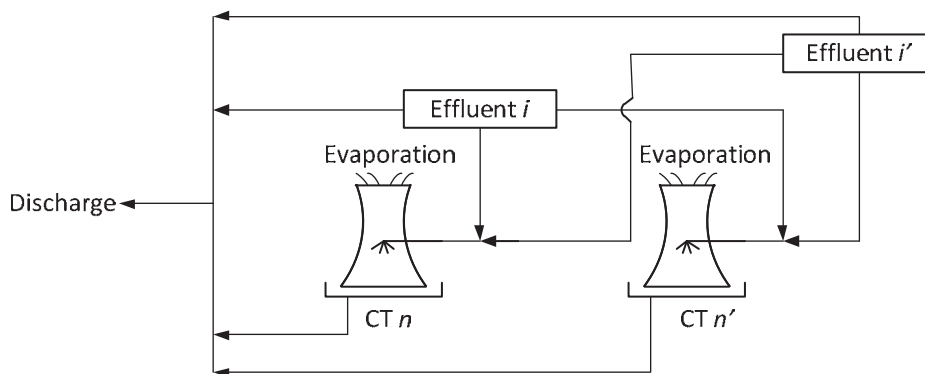 Effluent i′
Effluent i
Evaporation
Evaporation
Discharge
CT n
CT n′